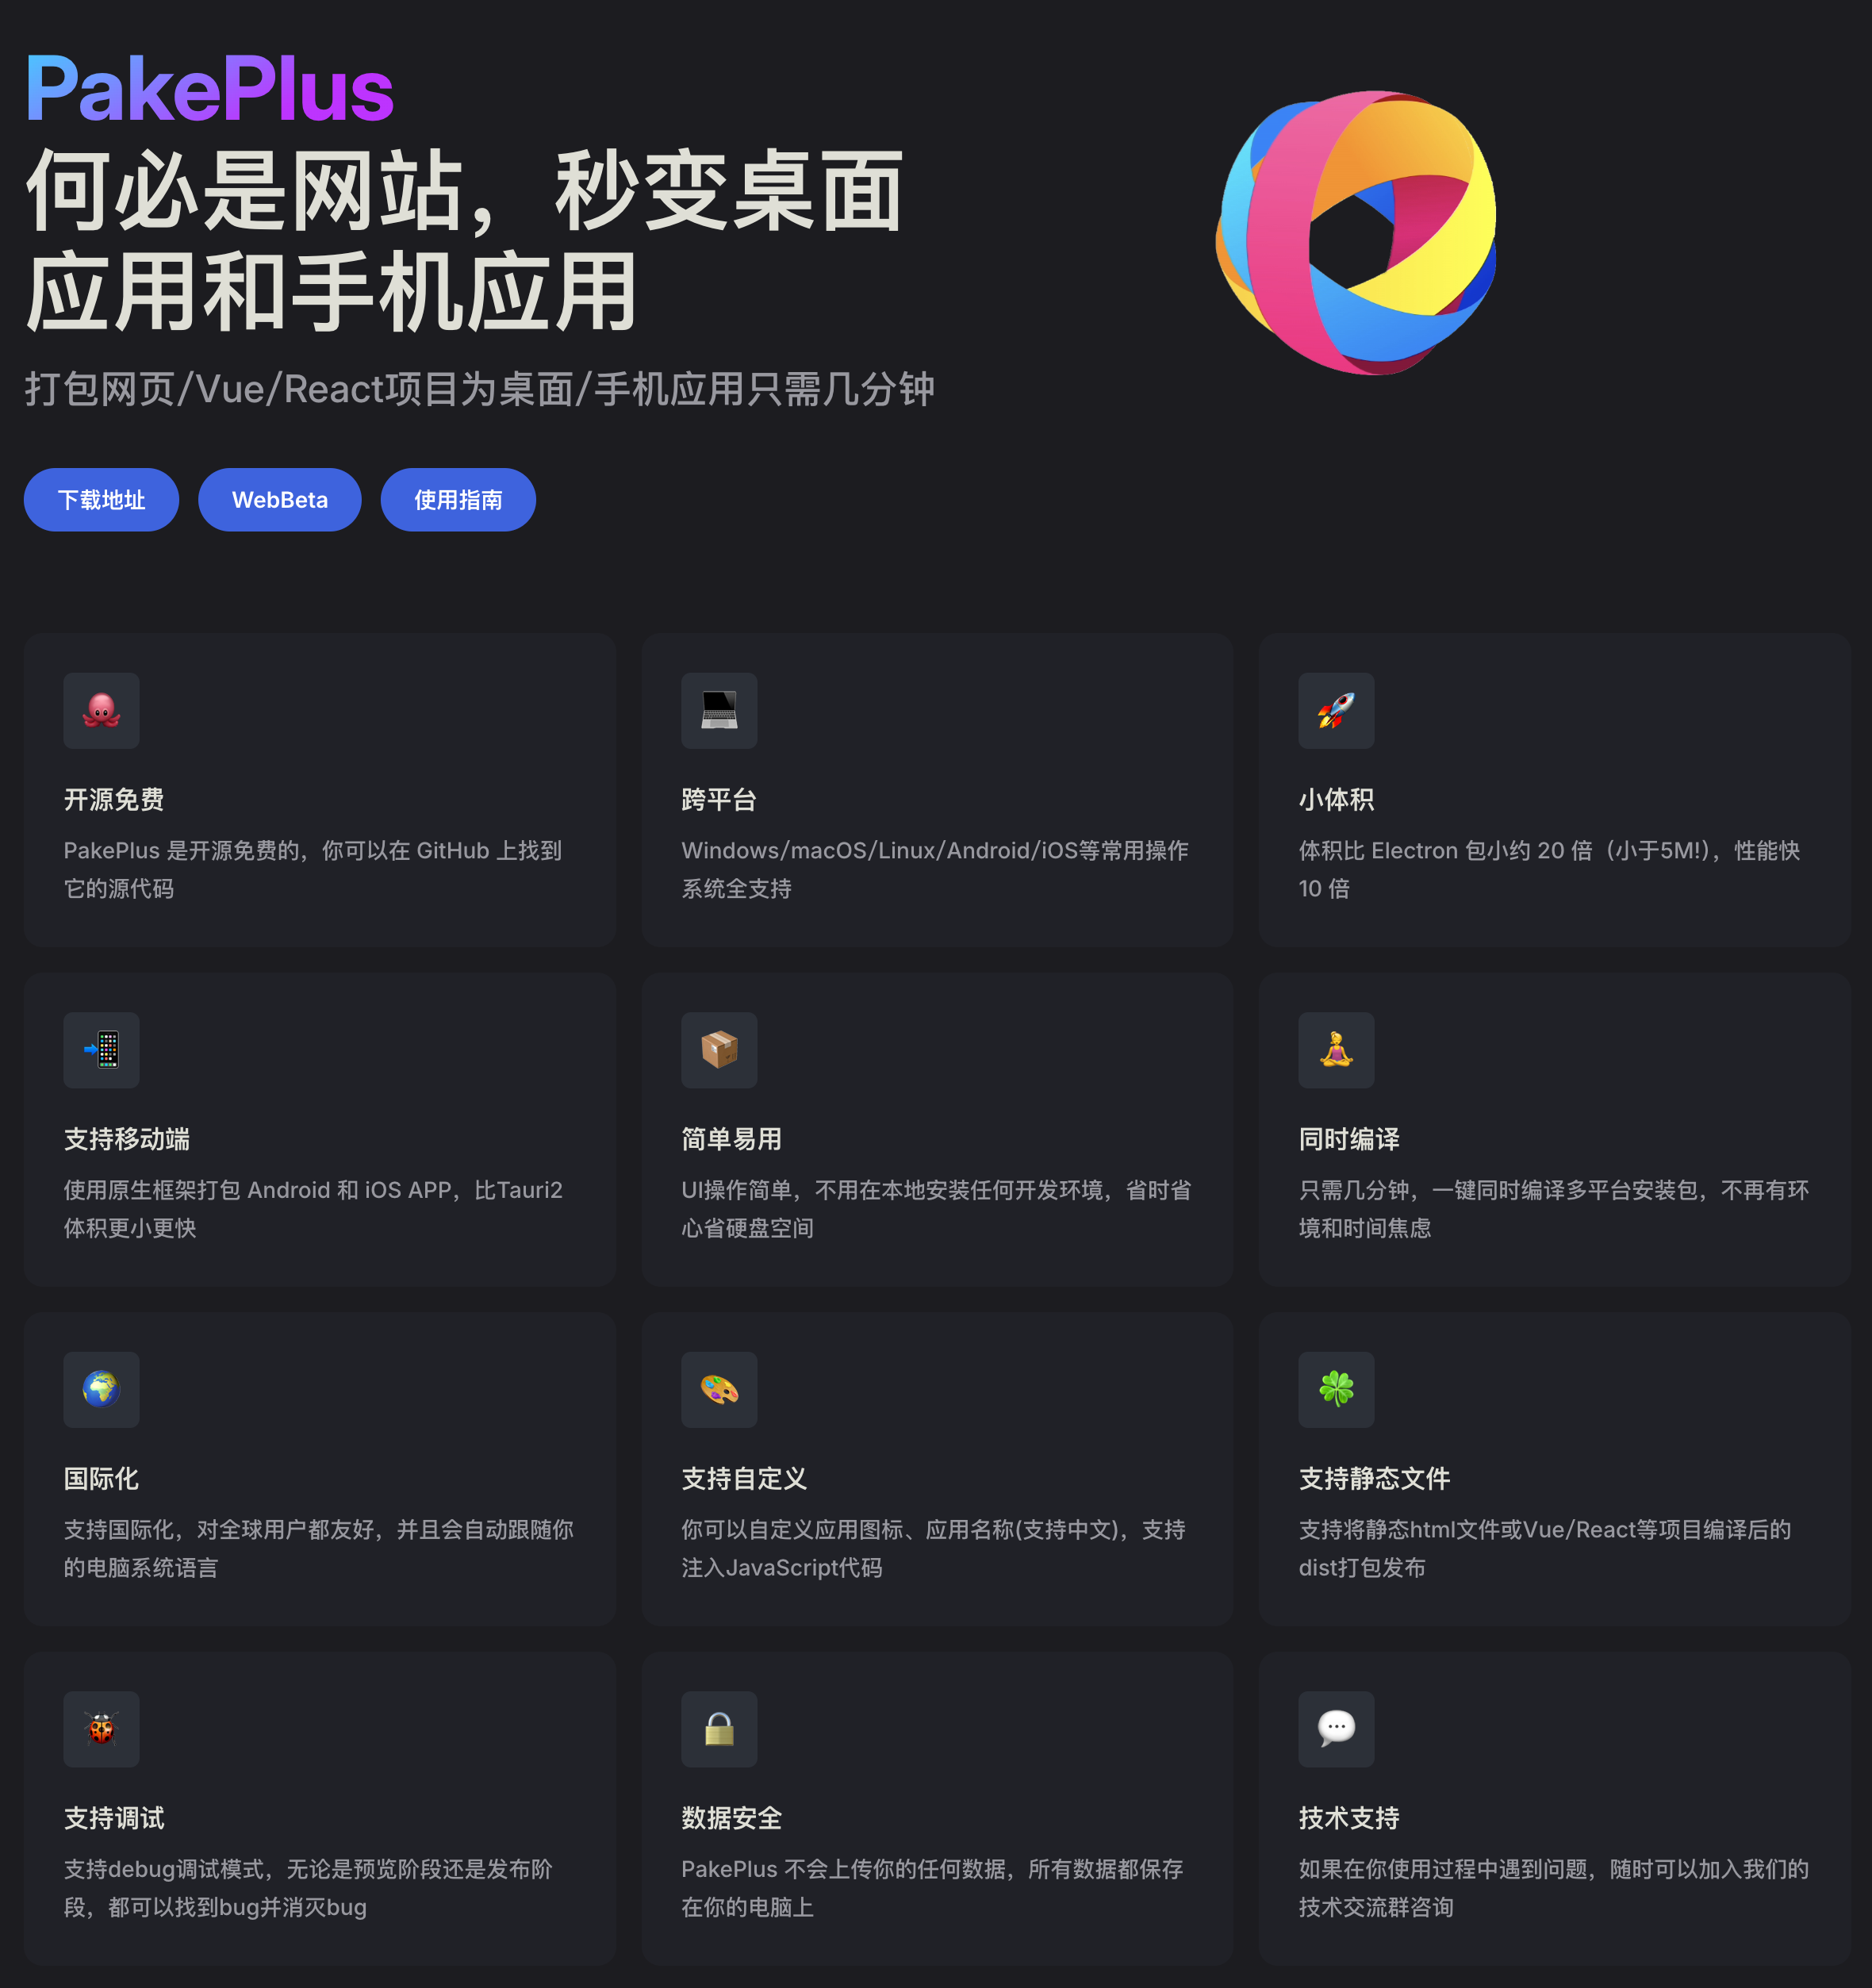 PakePlus
何必是网站，秒变桌面
应用和手机应用
打包网页/Vue/React项目为桌面/手机应用只需几分钟
下载地址
WebBeta
使用指南
开源免费
PakePlus 是开源免费的，你可以在 GitHub 上找到
它的源代码
跨平台
Windows/macOS/Linux/Android/iOS等常用操作
系统全支持
小体积
体积比 Electron 包小约 20 倍（小于5M!），性能快
10 倍
支持移动端
使用原生框架打包 Android 和 iOS APP，比Tauri2
体积更小更快
简单易用
UI操作简单，不用在本地安装任何开发环境，省时省
心省硬盘空间
同时编译
只需几分钟，一键同时编译多平台安装包，不再有环
境和时间焦虑
国际化
支持国际化，对全球用户都友好，并且会自动跟随你
的电脑系统语言
支持自定义
你可以自定义应用图标、应用名称(支持中文)，支持
注入JavaScript代码
支持静态文件
支持将静态html文件或Vue/React等项目编译后的
dist打包发布
支持调试
支持debug调试模式，无论是预览阶段还是发布阶
段，都可以找到bug并消灭bug
数据安全
PakePlus 不会上传你的任何数据，所有数据都保存
在你的电脑上
技术支持
如果在你使用过程中遇到问题，随时可以加入我们的
技术交流群咨询